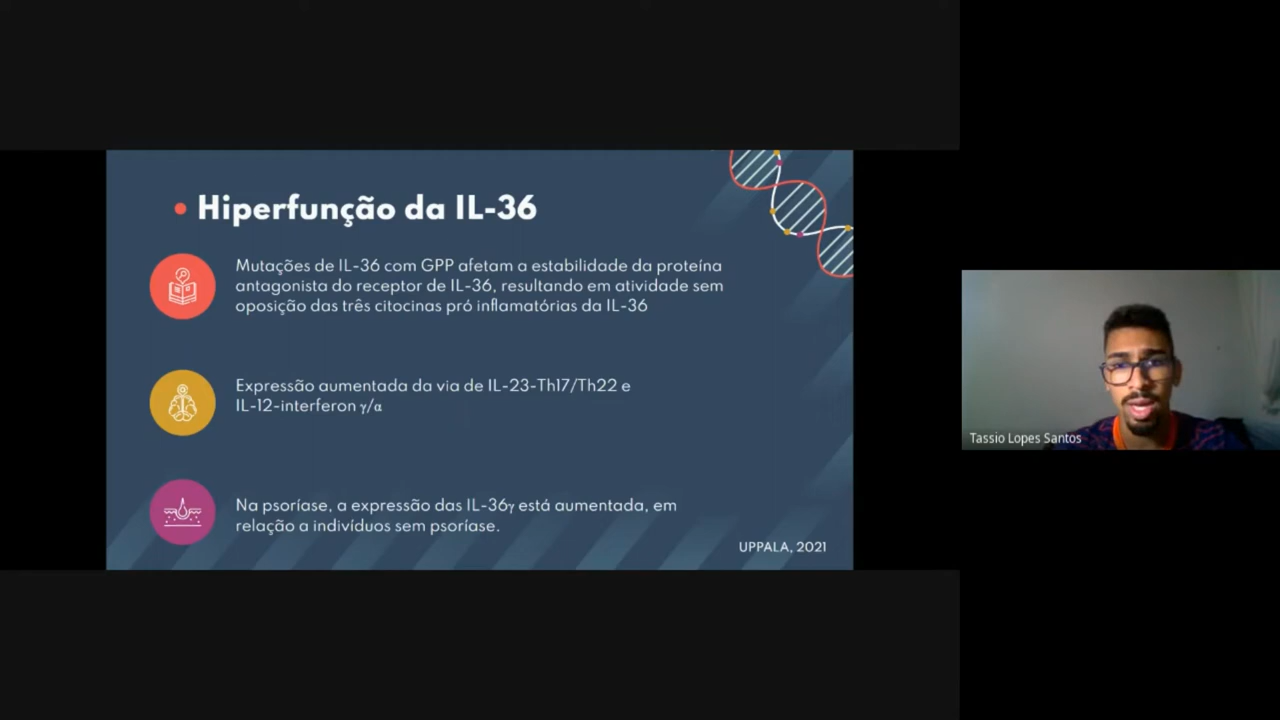 Hiperfunção da IL-36
Mutações de IL-36 com GPP afetam a estabilidade da proteína
antagonista do receptor de IL-36, resultando em atividade sem
oposição das três citocinas pró inflamatórias da IL-36
Expressão aumentada da via de IL-23-Th17/Th22 e
IL-12-interferon γ/α
Na psoríase, a expressão das IL-36γ está aumentada, em
relação a indivíduos sem psoríase.
UPPALA, 2021
Tassio Lopes Santos